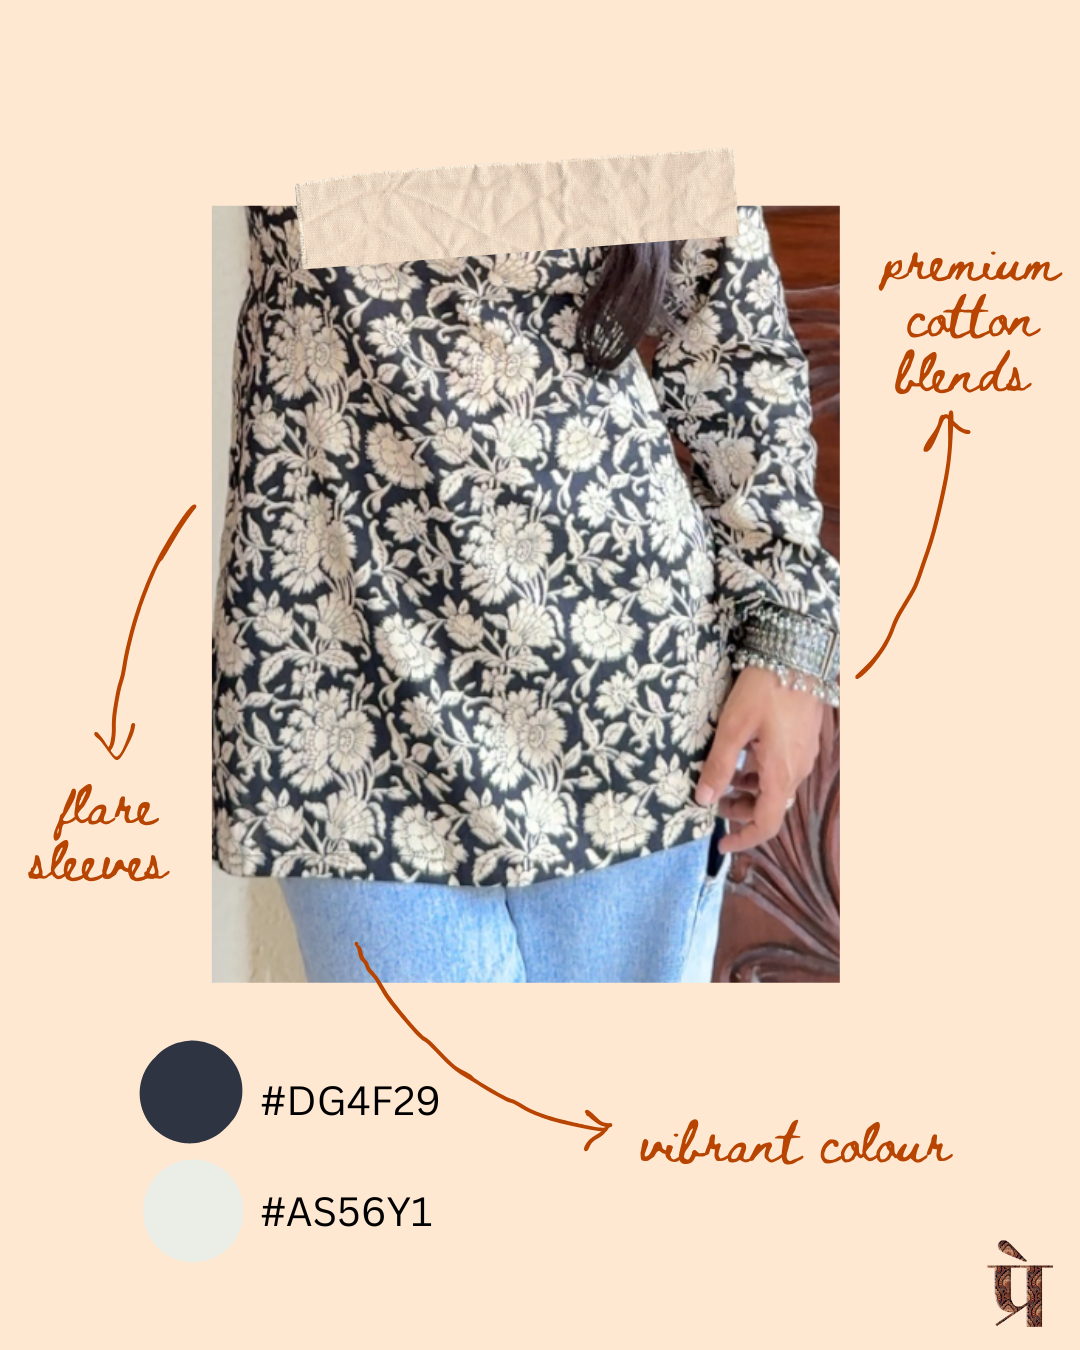 premium
cotton
blends
flare
sleeves
#DG4F29
vibrant colour
#AS56Y1
प्रे